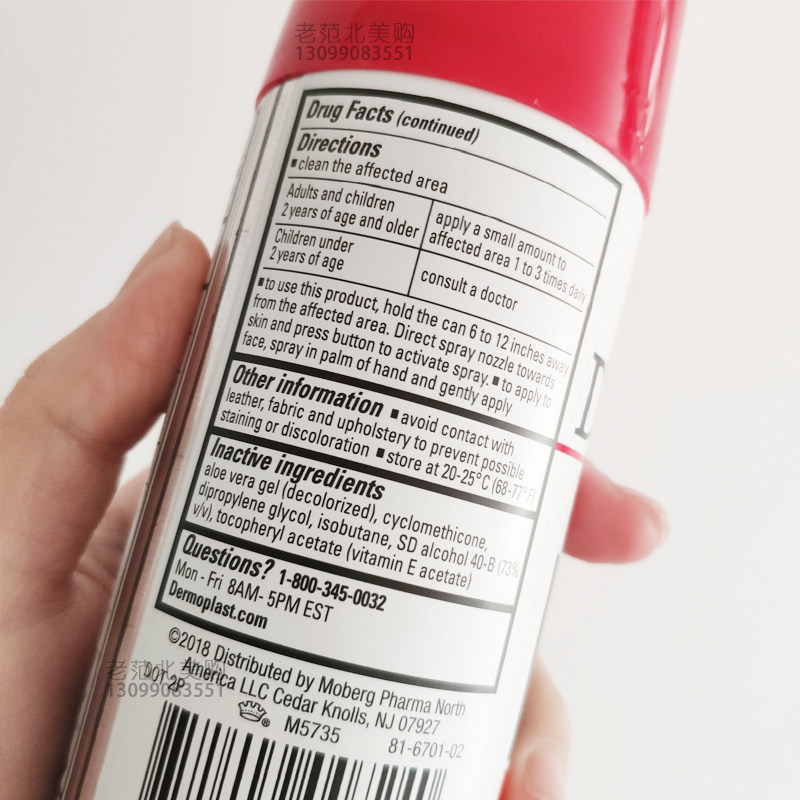 老范北美购
13099083551
Drug Facts (continued)
Directions
▪ clean the affected area
Adults and children
2 years of age and older
apply a small amount to
affected area 1 to 3 times daily
Children under
2 years of age
consult a doctor
▪ to use this product, hold the can 6 to 12 inches away
from the affected area. Direct spray nozzle towards
skin and press button to activate spray. ▪ to apply to
face, spray in palm of hand and gently apply
Other information ▪ avoid contact with
leather, fabric and upholstery to prevent possible
staining or discoloration ▪ store at 20-25°C (68-77°F)
Inactive ingredients
aloe vera gel (decolorized), cyclomethicone,
dipropylene glycol, isobutane, SD alcohol 40-B (73%
v/v), tocopheryl acetate (vitamin E acetate)
Questions? 1-800-345-0032
Mon - Fri 8AM- 5PM EST
Dermoplast.com
©2018 Distributed by Moberg Pharma North
America LLC Cedar Knolls, NJ 07927
M5735
81-6701-02
老范北美购
13099083551